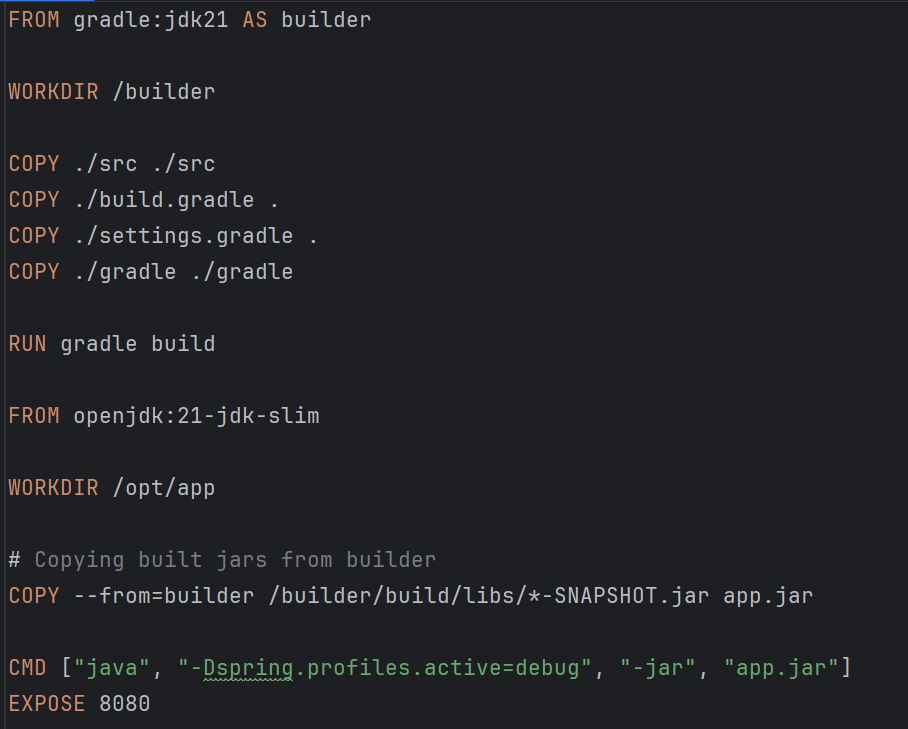 FROM gradle:jdk21 AS builder
WORKDIR /builder
COPY ./src ./src
COPY ./build.gradle .
COPY ./settings.gradle .
COPY ./gradle ./gradle
RUN gradle build
FROM openjdk:21-jdk-slim
WORKDIR /opt/app
# Copying built jars from builder
COPY --from=builder /builder/build/libs/*-SNAPSHOT.jar app.jar
CMD ["java", "-Dspring.profiles.active=debug", "-jar", "app.jar"]
EXPOSE 8080